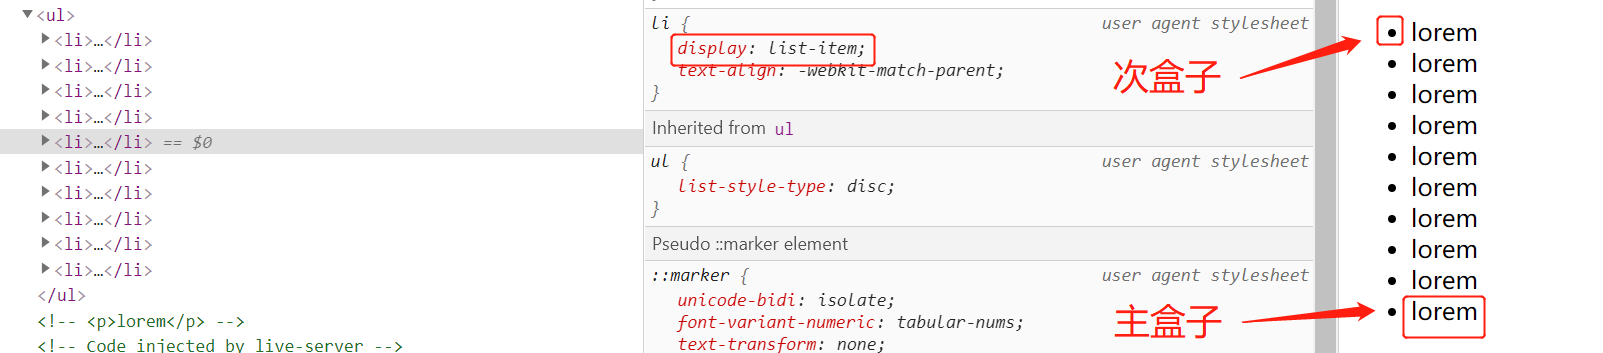 <ul>
<li>…</li>
<li>…</li>
<li>…</li>
<li>…</li>
<li>…</li> == $0
<li>…</li>
<li>…</li>
<li>…</li>
<li>…</li>
<li>…</li>
</ul>
<!-- <p>lorem</p> -->
<!-- Code injected by live-server -->
li { user agent stylesheet
display: list-item;
text-align: -webkit-match-parent;
}
Inherited from ul
ul { user agent stylesheet
list-style-type: disc;
}
Pseudo ::marker element
::marker { user agent stylesheet
unicode-bidi: isolate;
font-variant-numeric: tabular-nums;
text-transform: none;
次盒子
主盒子
• lorem
• lorem
• lorem
• lorem
• lorem
• lorem
• lorem
• lorem
• lorem
• lorem